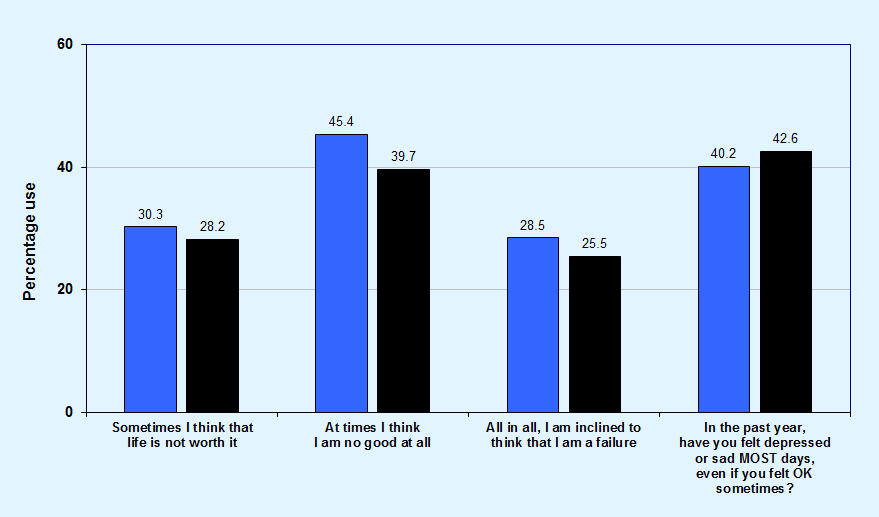 60
45.4
42.6
40.2
39.7
40
30.3
28.2
28.5
25.5
20
0
Percentage use
Sometimes I think that
life is not worth it
At times I think
I am no good at all
All in all, I am inclined to
think that I am a failure
In the past year,
have you felt depressed
or sad MOST days,
even if you felt OK
sometimes?